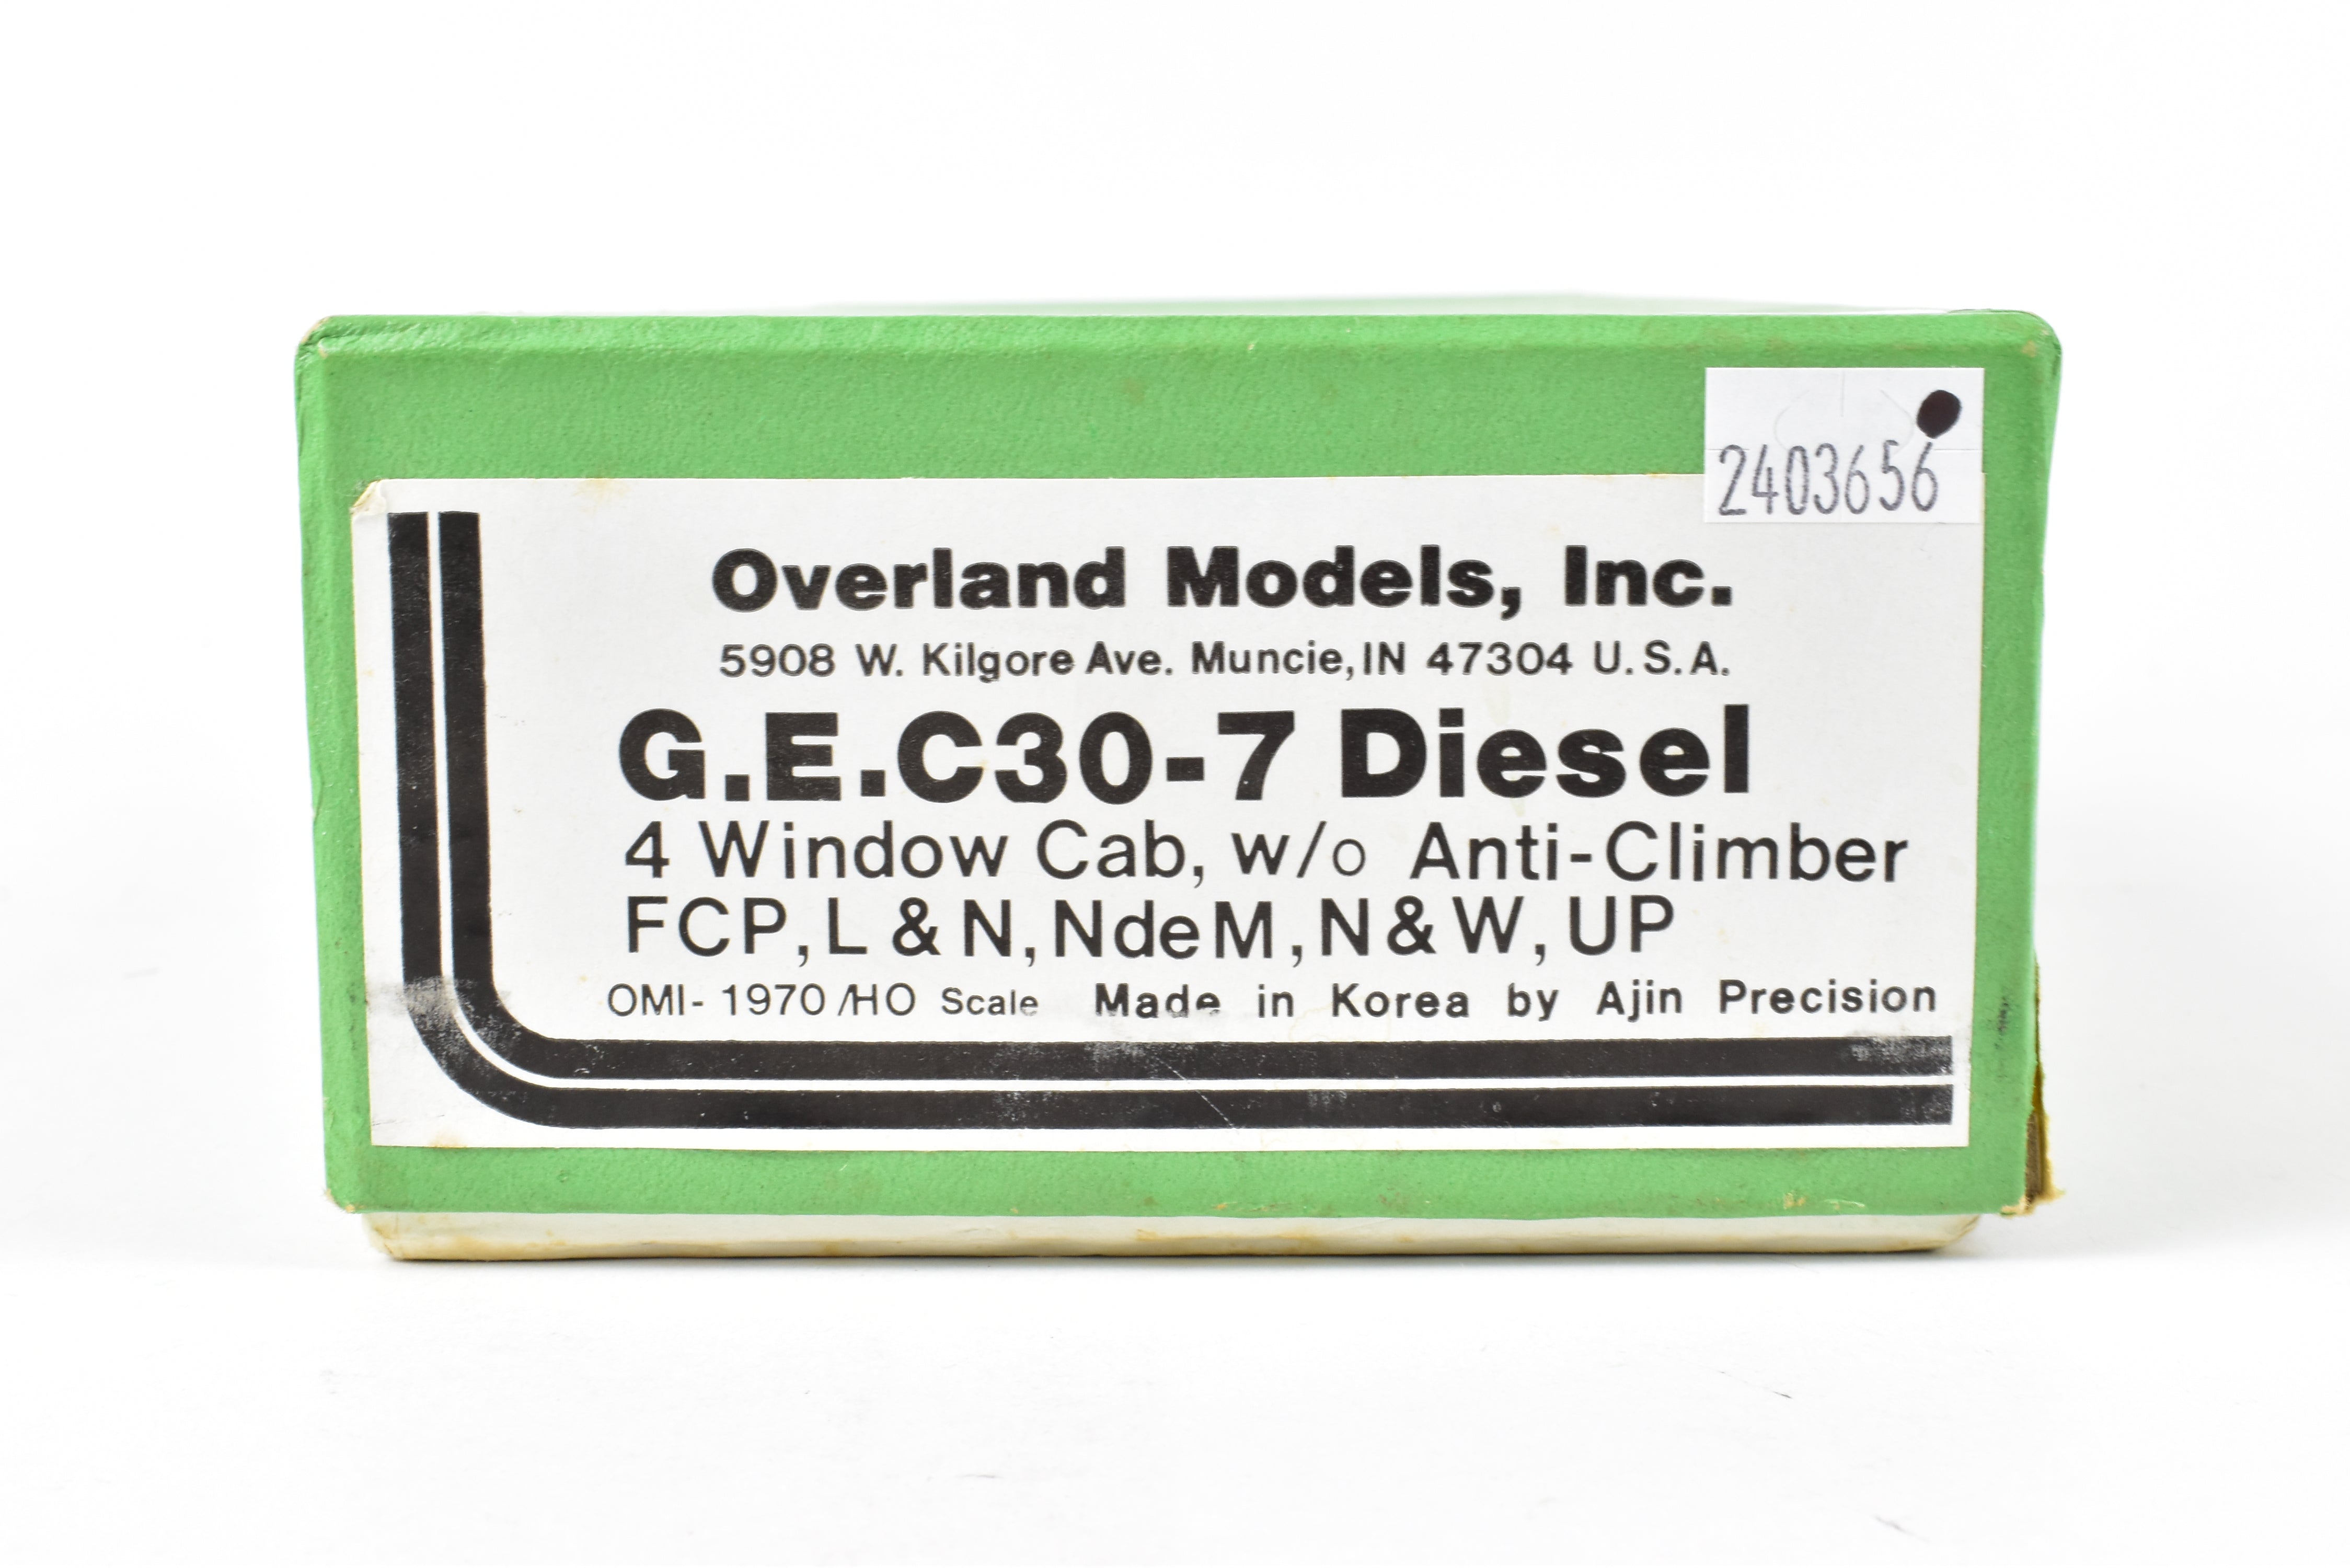 2403656
Overland Models, Inc.
5908 W. Kilgore Ave. Muncie, IN 47304 U.S.A.
G.E.C30-7 Diesel
4 Window Cab, w/o Anti-Climber
FCP, L & N, NdeM, N&W, UP
OMI- 1970/HO Scale Made in Korea by Ajin Precision